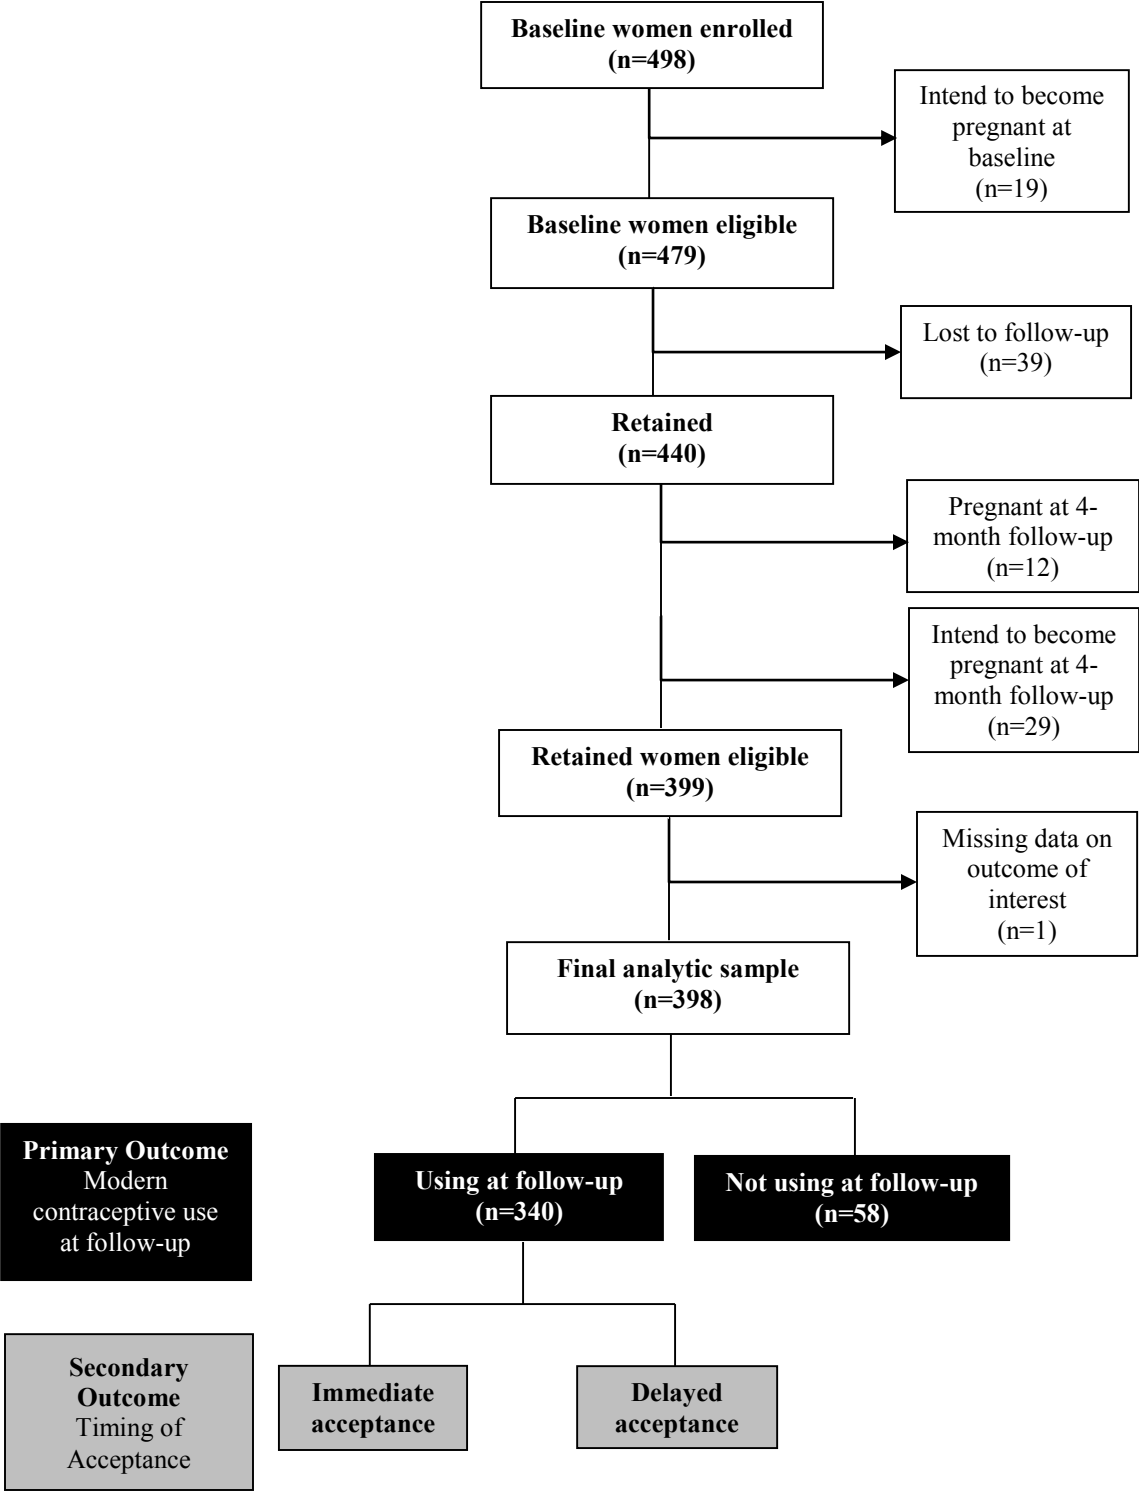 Baseline women enrolled
(n=498)
Intend to become
pregnant at
baseline
(n=19)
Baseline women eligible
(n=479)
Lost to follow-up
(n=39)
Retained
(n=440)
Pregnant at 4-
month follow-up
(n=12)
Intend to become
pregnant at 4-
month follow-up
(n=29)
Retained women eligible
(n=399)
Missing data on
outcome of
interest
(n=1)
Final analytic sample
(n=398)
Primary Outcome
Modern
contraceptive use
at follow-up
Using at follow-up
(n=340)
Not using at follow-up
(n=58)
Secondary
Outcome
Timing of
Acceptance
Immediate
acceptance
Delayed
acceptance